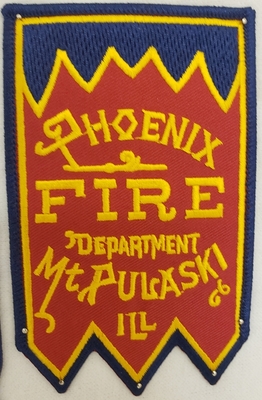 PHOENIX
FIRE
DEPARTMENT
Mt. PULASKI
ILL